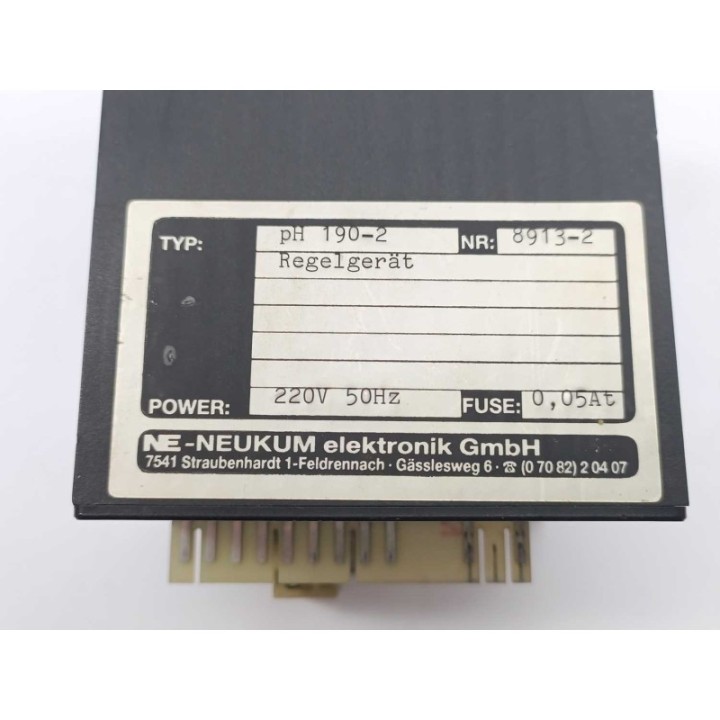 TYP: pH 190-2 NR: 8913-2
Regelgerät
POWER: 220V 50Hz FUSE: 0,05At
NE-NEUKUM elektronik GmbH
7541 Straubenhardt 1-Feldrennach · Gässlesweg 6 · ☎ (0 70 82) 2 04 07